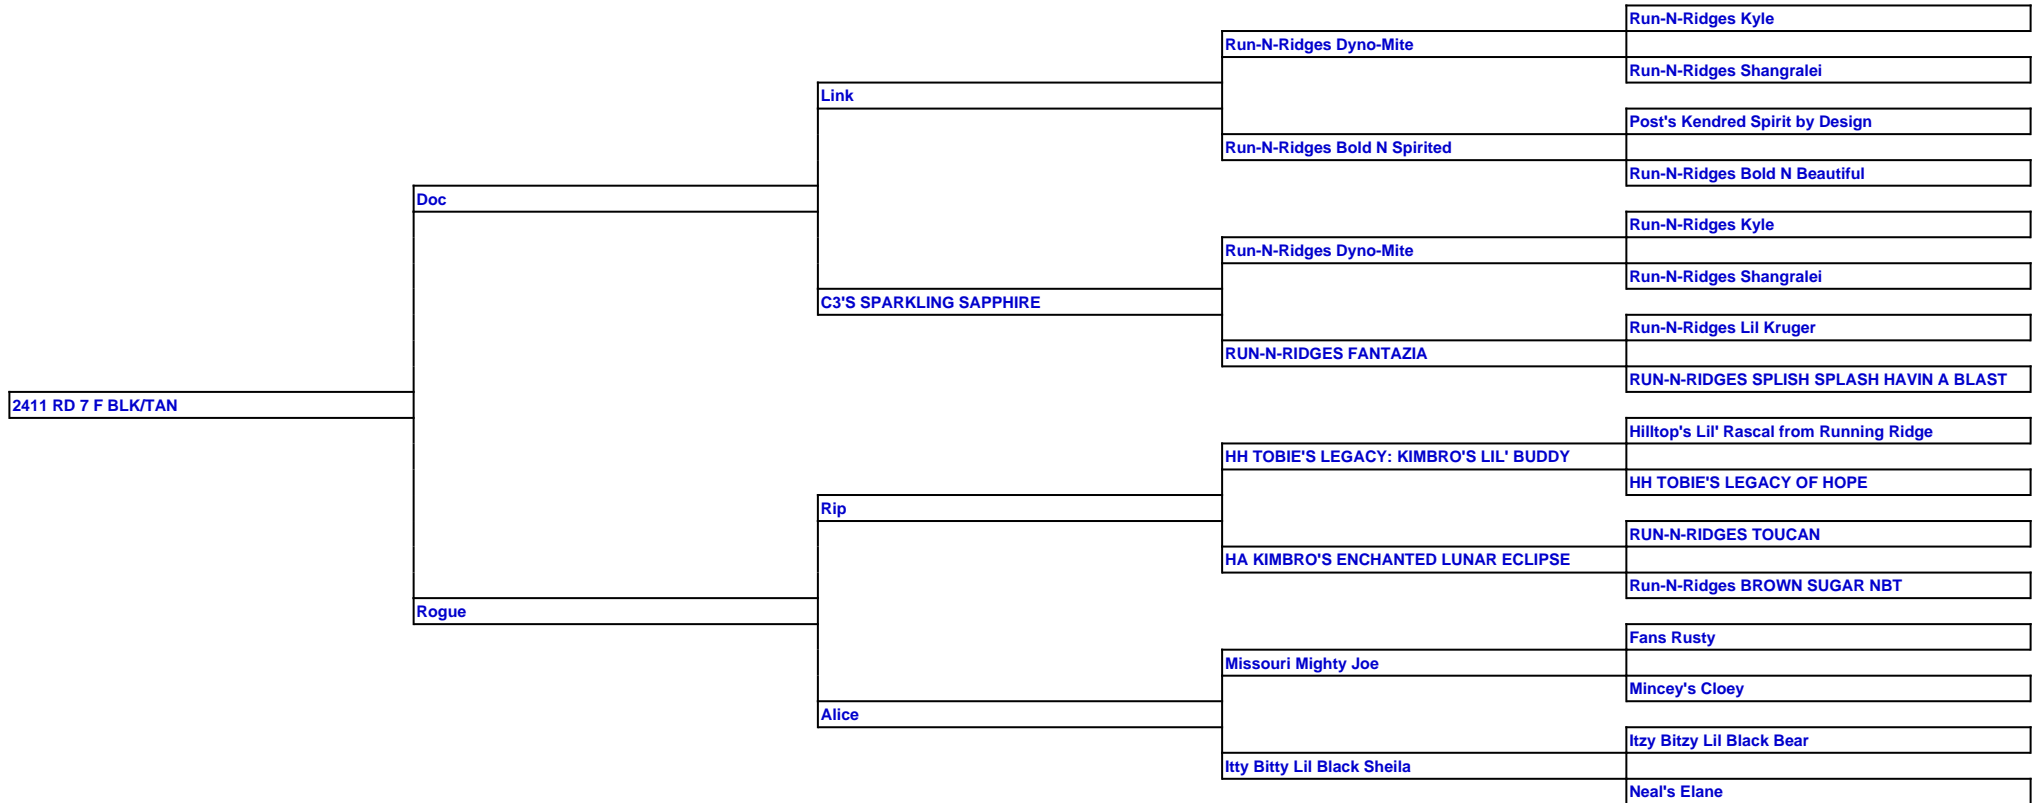 Run-N-Ridges Kyle
Run-N-Ridges Dyno-Mite
Run-N-Ridges Shangralei
Link
Post's Kendred Spirit by Design
Run-N-Ridges Bold N Spirited
Run-N-Ridges Bold N Beautiful
Doc
Run-N-Ridges Kyle
Run-N-Ridges Dyno-Mite
Run-N-Ridges Shangralei
C3'S SPARKLING SAPPHIRE
Run-N-Ridges Lil Kruger
RUN-N-RIDGES FANTAZIA
RUN-N-RIDGES SPLISH SPLASH HAVIN A BLAST
2411 RD 7 F BLK/TAN
Hilltop's Lil' Rascal from Running Ridge
HH TOBIE'S LEGACY: KIMBRO'S LIL' BUDDY
HH TOBIE'S LEGACY OF HOPE
Rip
RUN-N-RIDGES TOUCAN
HA KIMBRO'S ENCHANTED LUNAR ECLIPSE
Run-N-Ridges BROWN SUGAR NBT
Rogue
Fans Rusty
Missouri Mighty Joe
Mincey's Cloey
Alice
Itzy Bitzy Lil Black Bear
Itty Bitty Lil Black Sheila
Neal's Elane